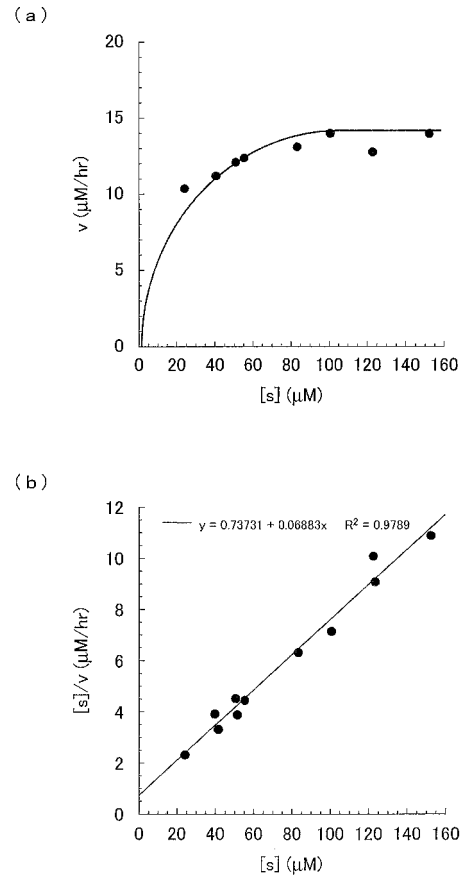 (a)
20
15
10
5
0
v (μM/hr)
0 20 40 60 80 100 120 140 160
[s] (μM)
(b)
12
10
8
6
4
2
0
[s]/v (μM/hr)
y = 0.73731 + 0.06883x R² = 0.9789
0 20 40 60 80 100 120 140 160
[s] (μM)